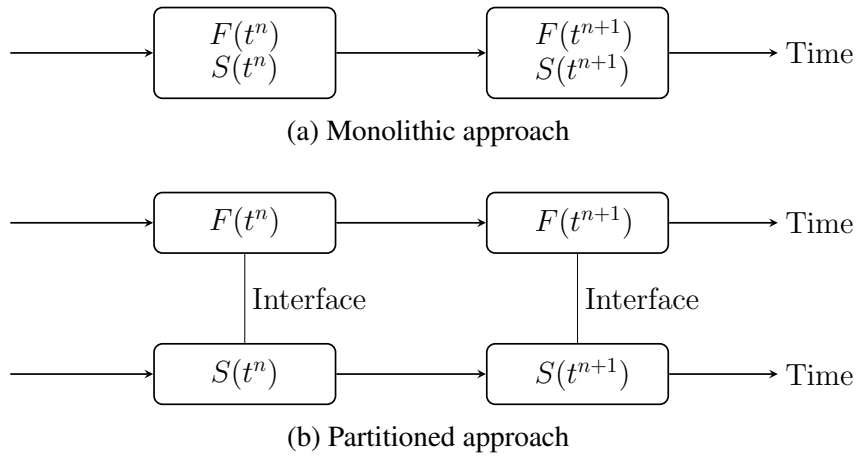 F(t^n) F(t^{n+1})
S(t^n) S(t^{n+1}) Time
(a) Monolithic approach
F(t^n) F(t^{n+1}) Time
Interface Interface
S(t^n) S(t^{n+1}) Time
(b) Partitioned approach